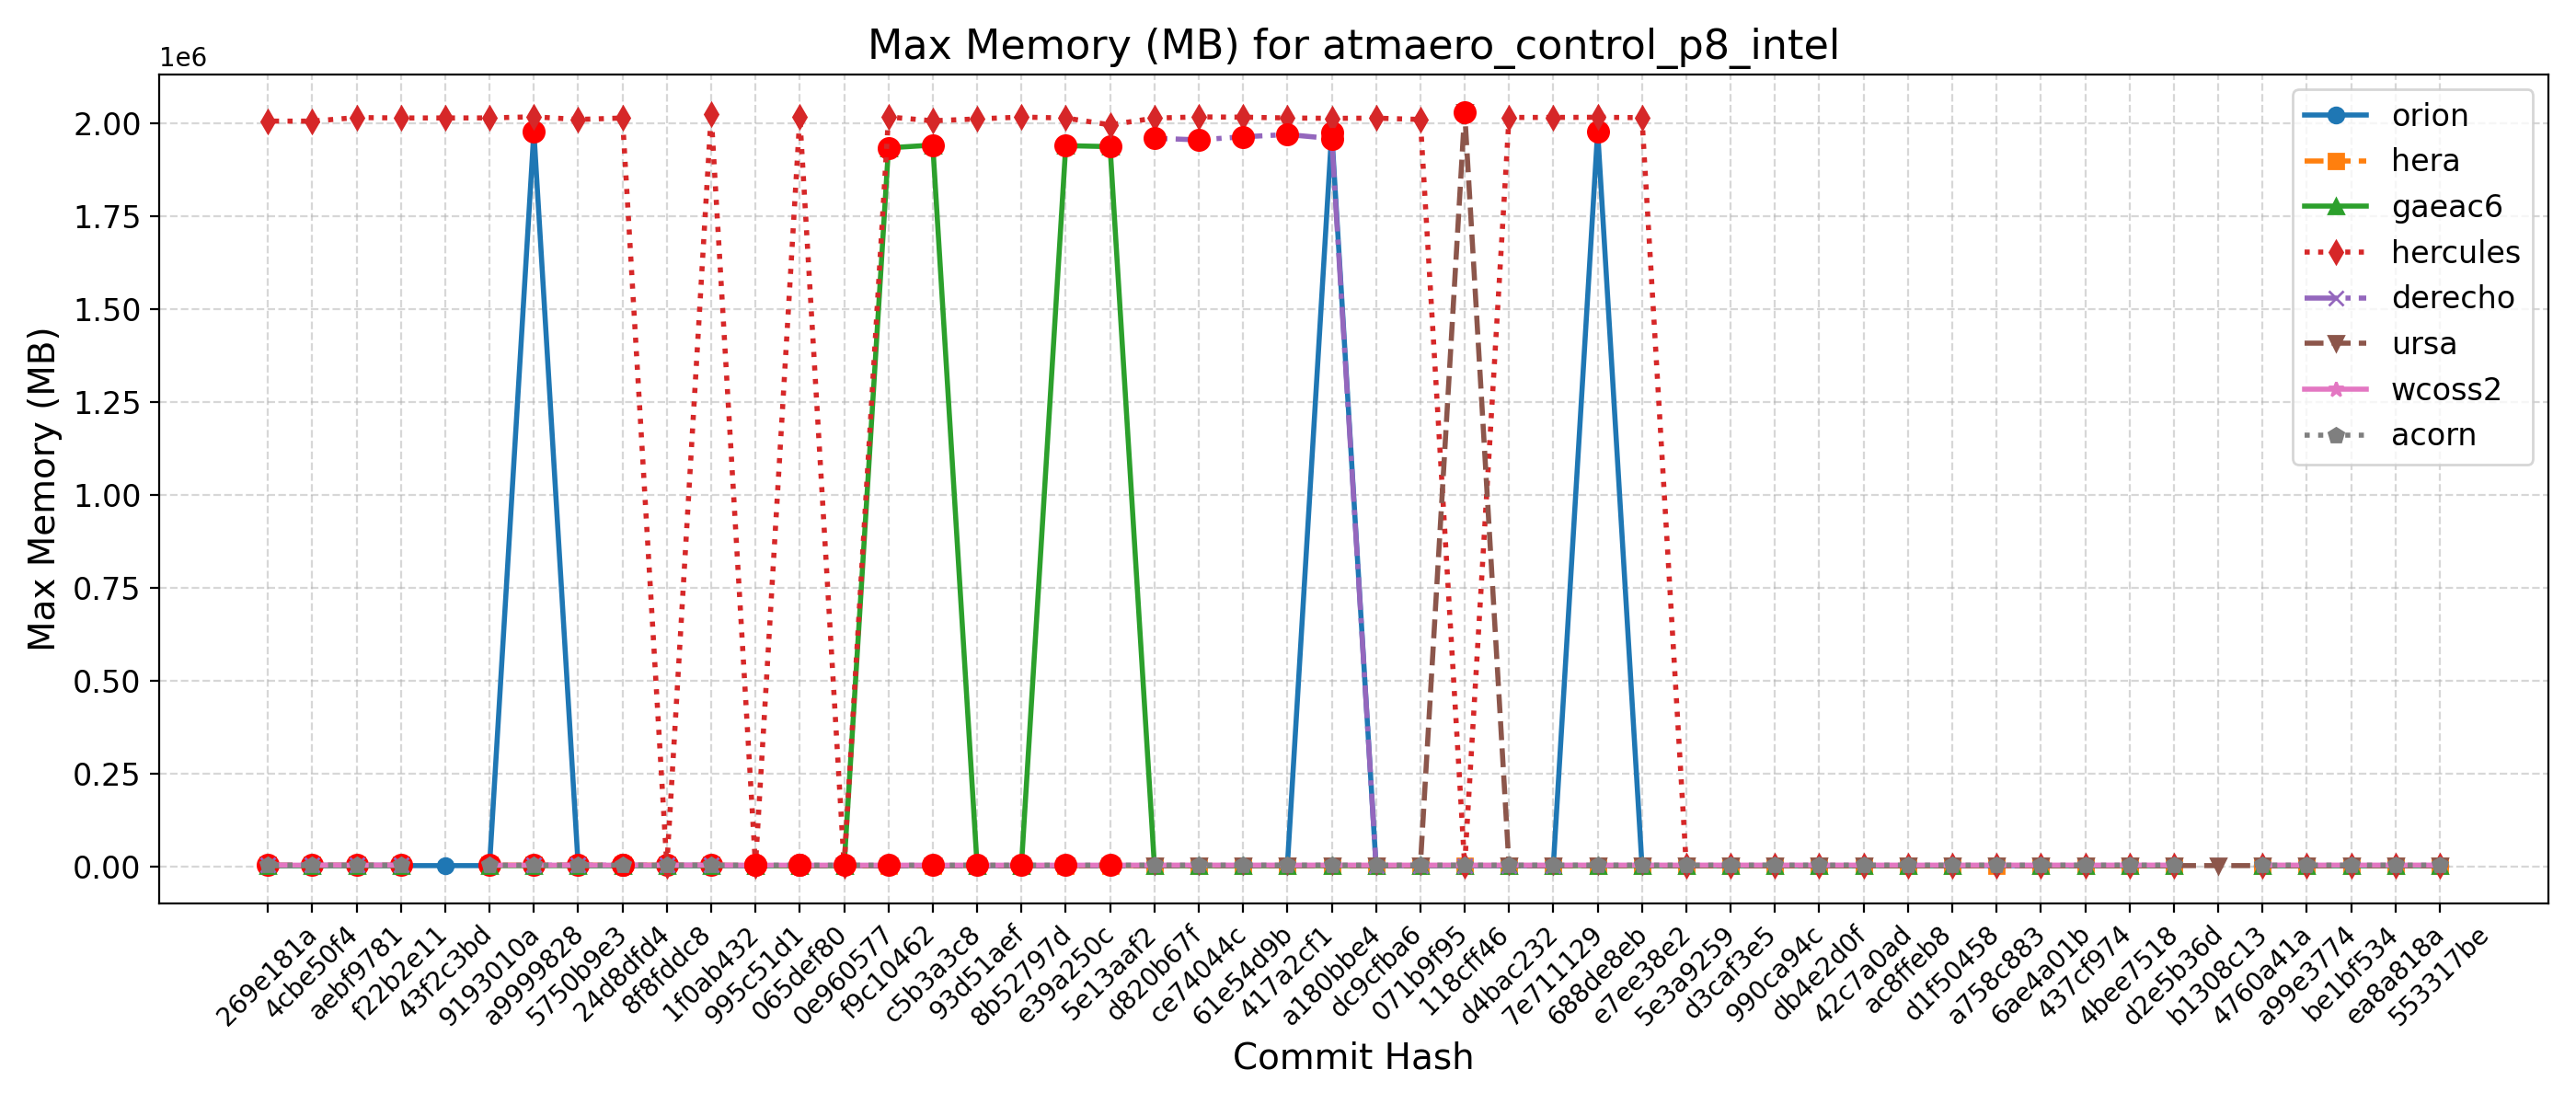 Max Memory (MB) for atmaero_control_p8_intel
1e6
2.00
1.75
1.50
1.25
1.00
0.75
0.50
0.25
0.00
Max Memory (MB)
orion
hera
gaeac6
hercules
derecho
ursa
wcoss2
acorn
269e181a
4cbe50f4
aebf9781
f22b2e11
43f2c3bd
9193010a
a9999828
5750b9e3
24d8dfd4
8f8fddc8
1f0ab432
995c51d1
065def80
0e960577
f9c10462
c5b3a3c8
93d51aef
8b52797d
e39a250c
5e13aaf2
d820b67f
ce74044c
61e54d9b
417a2cf1
a180bbe4
dc9cfba6
071b9f95
118cff46
d4bac232
7e711129
688de8eb
e7ee38e2
5e3a9259
d3caf3e5
990ca94c
db4e2d0f
42c7a0ad
ac8ffeb8
d1f50458
a758c883
6ae4a01b
437cf974
4bee7518
d2e5b36d
b1308c13
4760a41a
a99e3774
be1bf534
ea8a818a
553317be
Commit Hash